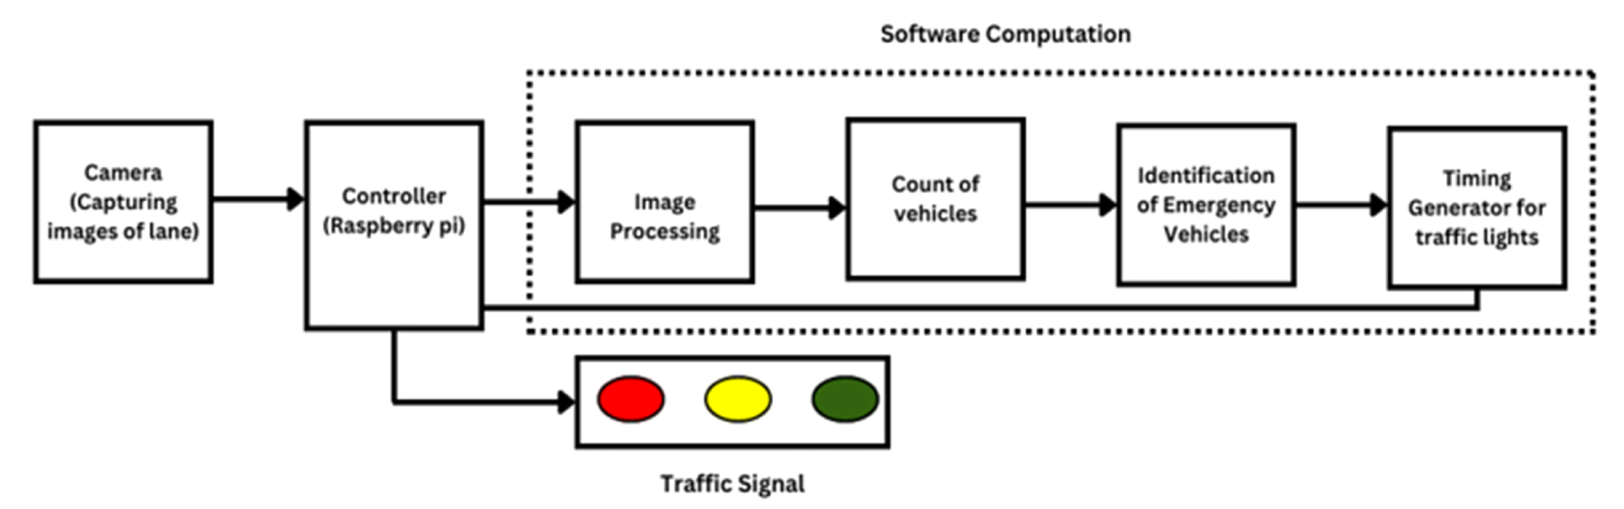 Software Computation
Camera
(Capturing
images of lane)
Controller
(Raspberry pi)
Image
Processing
Count of
vehicles
Identification
of Emergency
Vehicles
Timing
Generator for
traffic lights
Traffic Signal